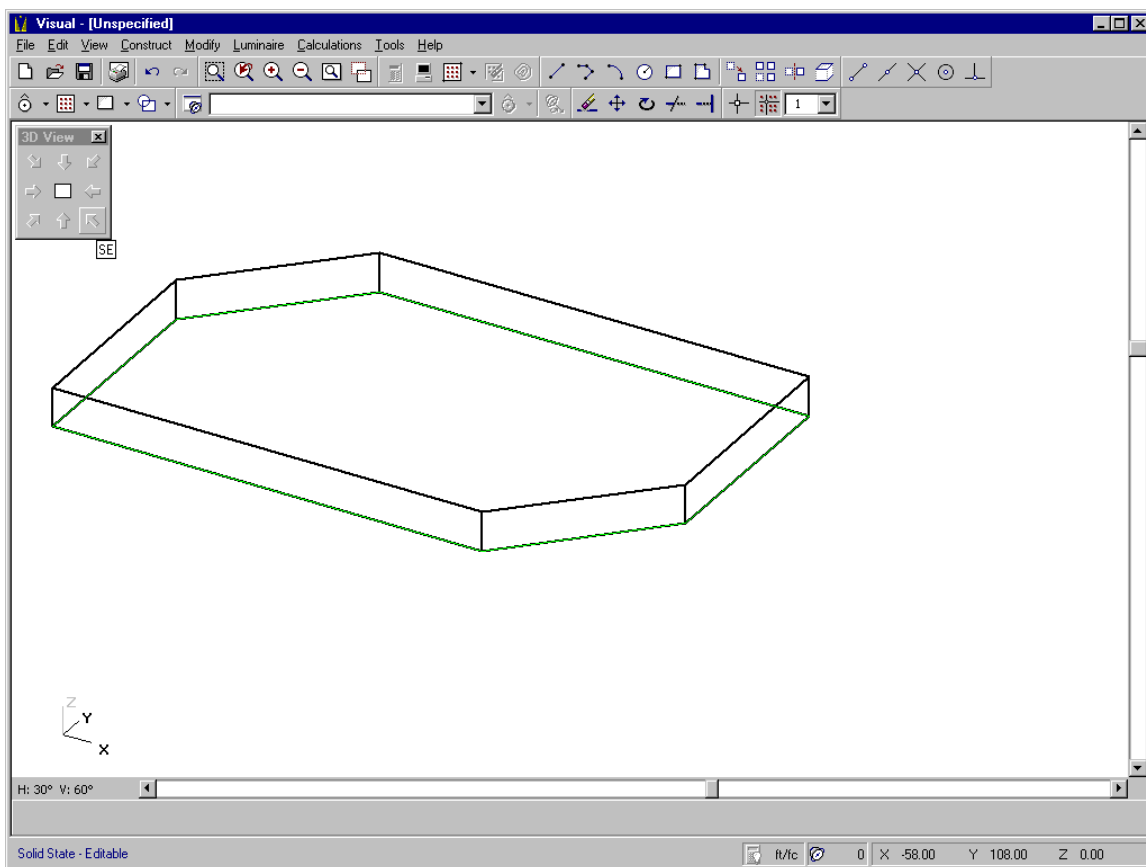 Visual - [Unspecified]
File Edit View Construct Modify Luminaire Calculations Tools Help
1
3D View
SE
Z
Y
X
H: 30° V: 60°
Solid State - Editable ft/fc 0 X -58.00 Y 108.00 Z 0.00